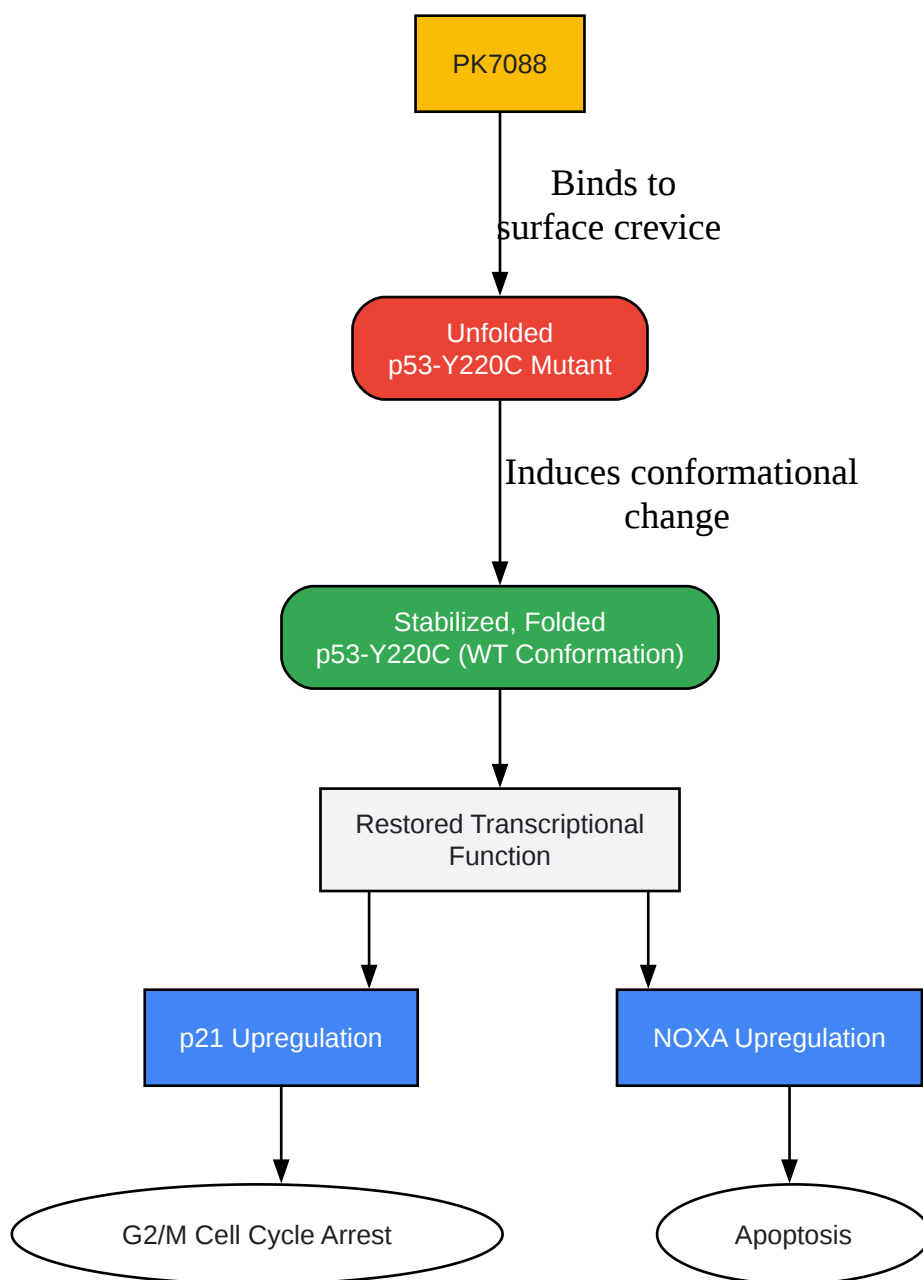 PK7088
Binds to
surface crevice
Unfolded
p53-Y220C Mutant
Induces conformational
change
Stabilized, Folded
p53-Y220C (WT Conformation)
Restored Transcriptional
Function
p21 Upregulation
NOXA Upregulation
G2/M Cell Cycle Arrest
Apoptosis